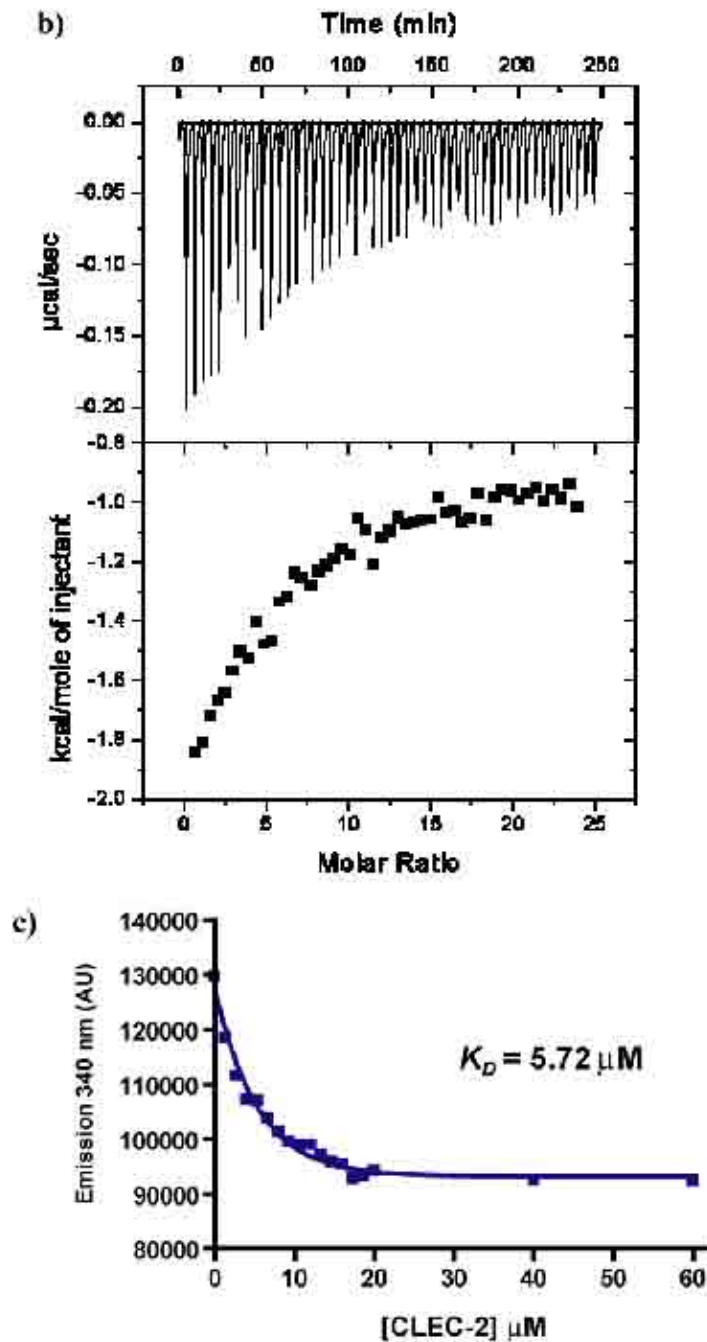 b)
Time (min)
0 50 100 150 200 250
0.00
-0.05
-0.10
-0.15
-0.20
µcal/sec
-0.8
-1.0
-1.2
-1.4
-1.6
-1.8
-2.0
kcal/mole of injectant
0 5 10 15 20 25
Molar Ratio
c)
140000
130000
120000
110000
100000
90000
80000
Emission 340 nm (AU)
K_D = 5.72 µM
0 10 20 30 40 50 60
[CLEC-2] µM